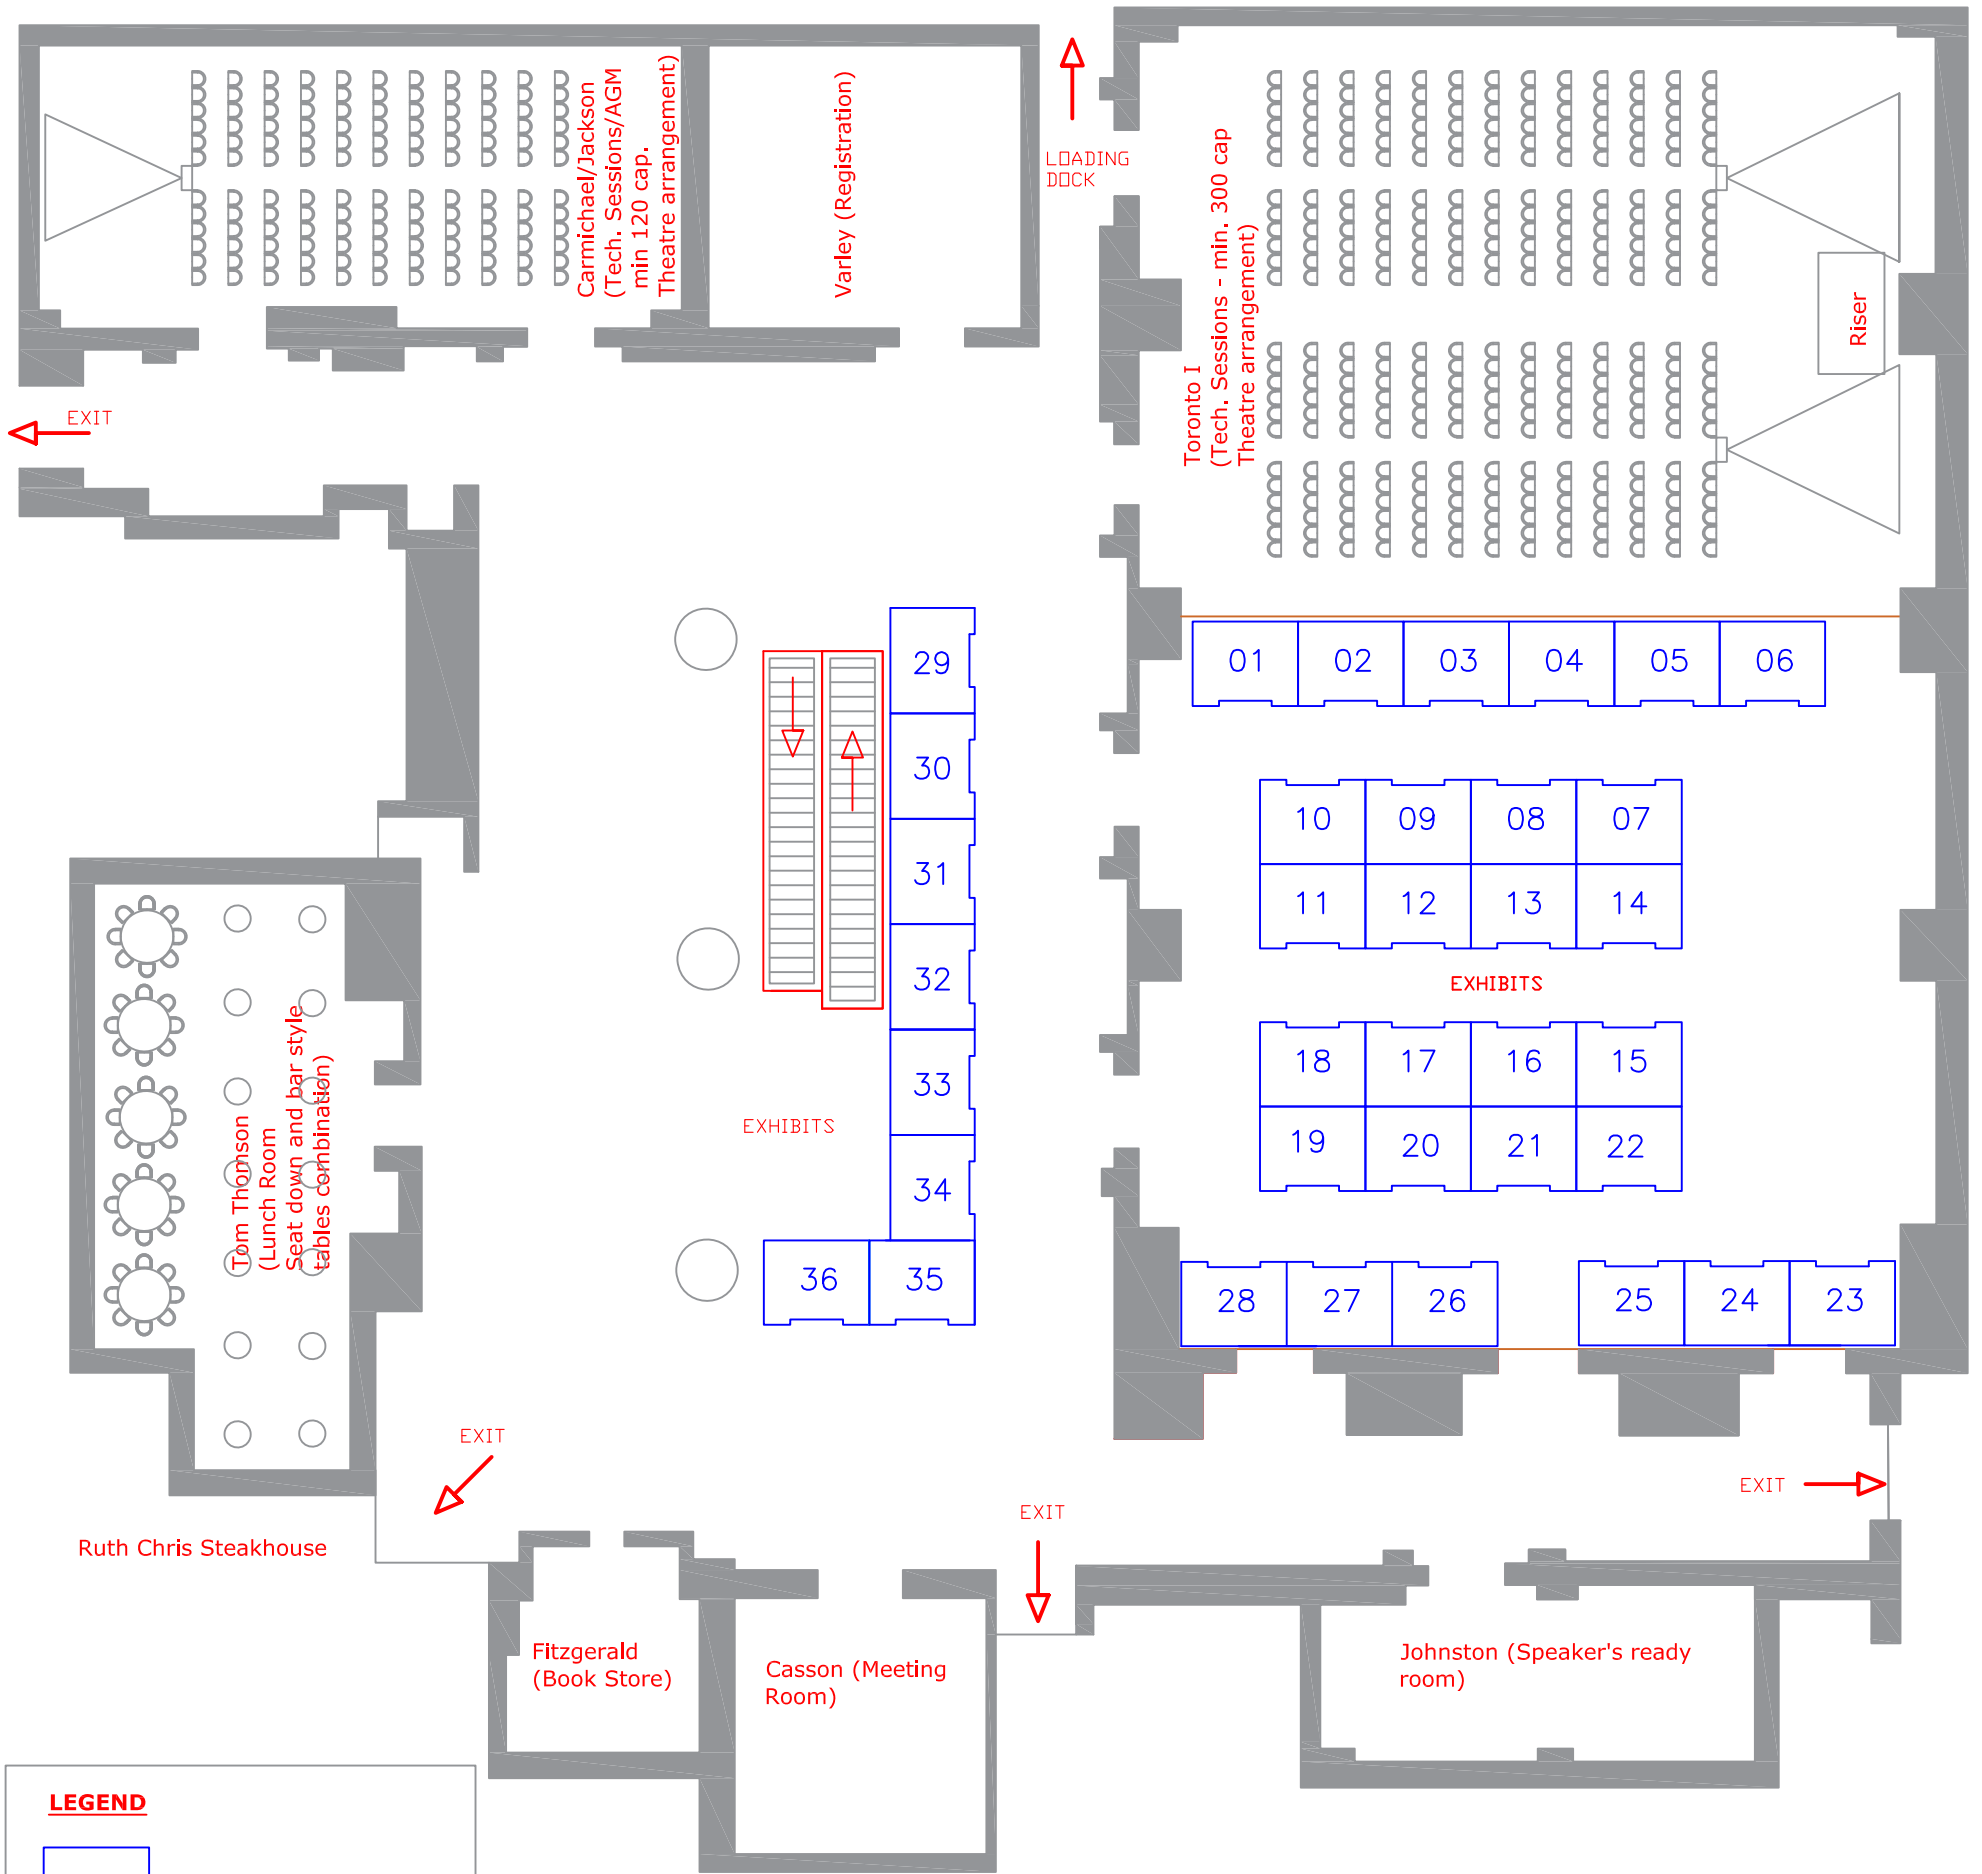 Carmichael/Jackson
(Tech. Sessions/AGM
min 120 cap.
Theatre arrangement)
Varley (Registration)
LOADING
DOCK
Toronto I
(Tech. Sessions - min. 300 cap
Theatre arrangement)
Riser
EXIT
01 02 03 04 05 06
10 09 08 07
11 12 13 14
EXHIBITS
18 17 16 15
19 20 21 22
28 27 26 25 24 23
29
30
31
32
33
34
36 35
EXHIBITS
Tom Thomson
(Lunch Room
Seat down and bar style
tables combination)
EXIT
EXIT
EXIT
Ruth Chris Steakhouse
Fitzgerald
(Book Store)
Casson (Meeting
Room)
Johnston (Speaker's ready
room)
LEGEND